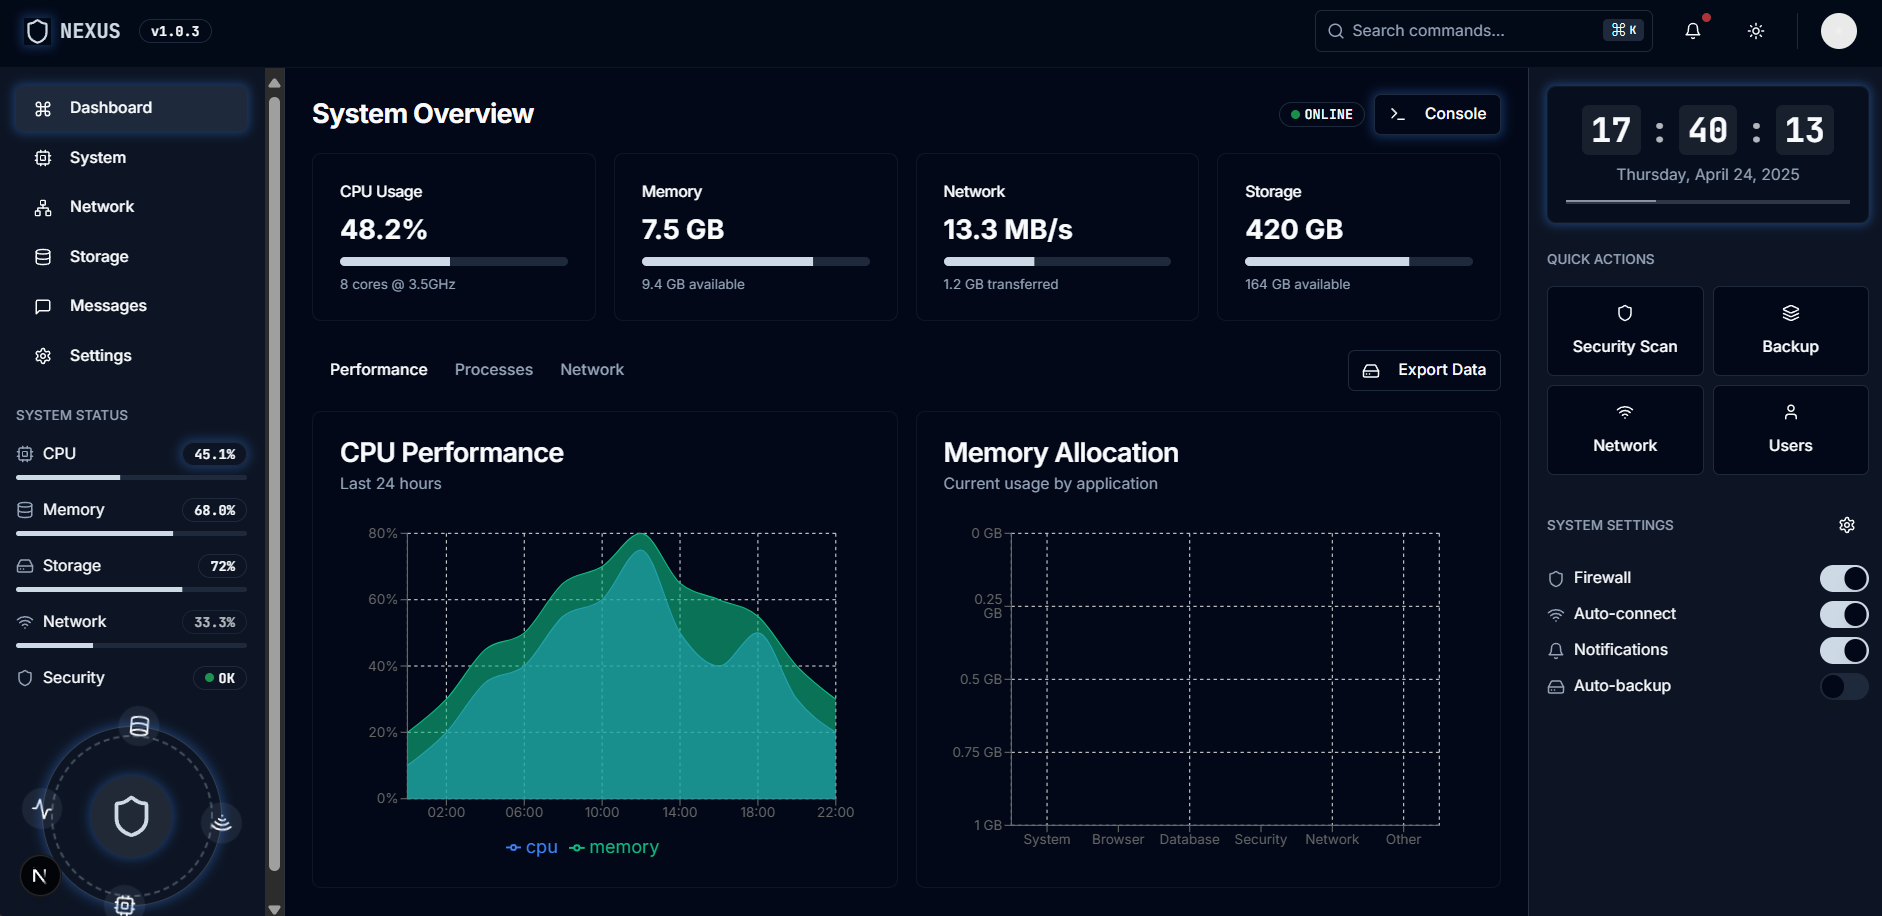 NEXUS v1.0.3
Search commands... ⌘ K
Dashboard
System
Network
Storage
Messages
Settings
SYSTEM STATUS
CPU 45.1%
Memory 68.0%
Storage 72%
Network 33.3%
Security OK
N
System Overview
ONLINE
>_ Console
CPU Usage
48.2%
8 cores @ 3.5GHz
Memory
7.5 GB
9.4 GB available
Network
13.3 MB/s
1.2 GB transferred
Storage
420 GB
164 GB available
Performance Processes Network
Export Data
CPU Performance
Last 24 hours
80%
60%
40%
20%
0%
02:00 06:00 10:00 14:00 18:00 22:00
cpu memory
Memory Allocation
Current usage by application
0 GB
0.25
GB
0.5 GB
0.75 GB
1 GB
System Browser Database Security Network Other
17 : 40 : 13
Thursday, April 24, 2025
QUICK ACTIONS
Security Scan
Backup
Network
Users
SYSTEM SETTINGS
Firewall
Auto-connect
Notifications
Auto-backup